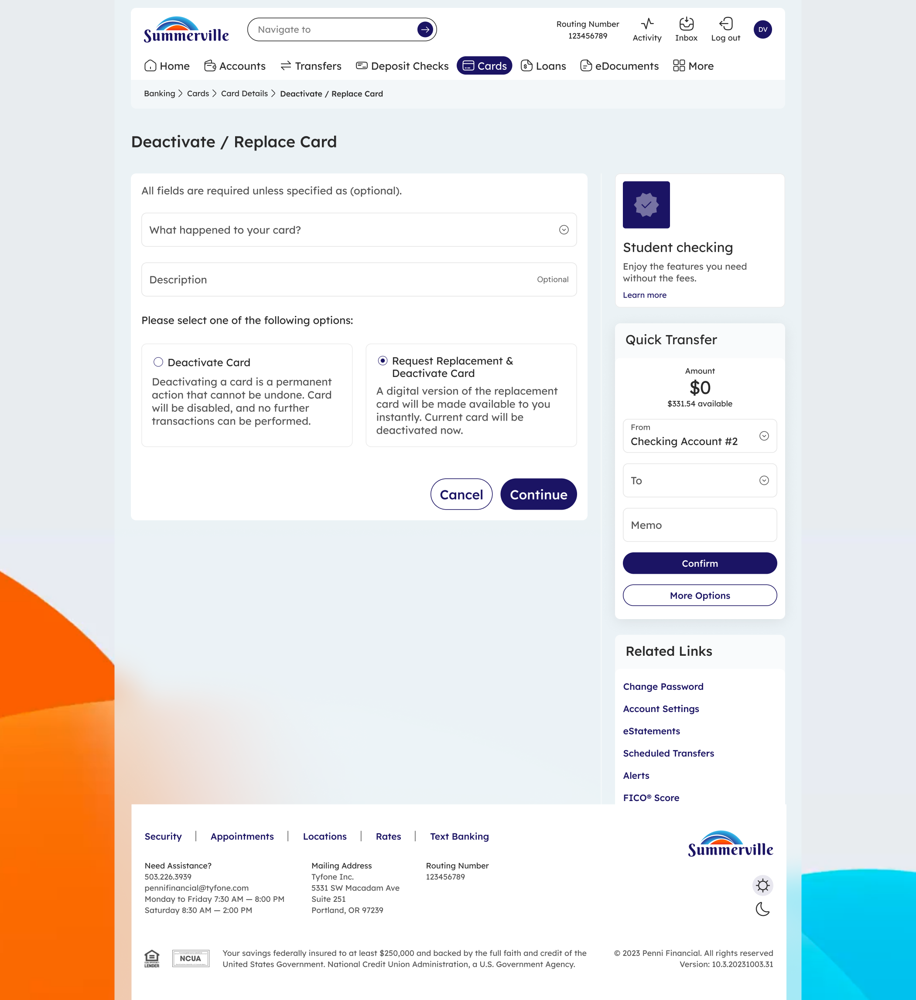 Summerville
Navigate to
Routing Number
123456789
Activity
Inbox
Log out
DV
Home
Accounts
Transfers
Deposit Checks
Cards
Loans
eDocuments
More
Banking
Cards
Card Details
Deactivate / Replace Card
Deactivate / Replace Card
All fields are required unless specified as (optional).
What happened to your card?
Description
Optional
Please select one of the following options:
Deactivate Card
Deactivating a card is a permanent
action that cannot be undone. Card
will be disabled, and no further
transactions can be performed.
Request Replacement &
Deactivate Card
A digital version of the replacement
card will be made available to you
instantly. Current card will be
deactivated now.
Cancel
Continue
Student checking
Enjoy the features you need
without the fees.
Learn more
Quick Transfer
Amount
$0
$331.54 available
From
Checking Account #2
To
Memo
Confirm
More Options
Related Links
Change Password
Account Settings
eStatements
Scheduled Transfers
Alerts
FICO® Score
Security
Appointments
Locations
Rates
Text Banking
Summerville
Need Assistance?
503.226.3939
pennifinancial@tyfone.com
Monday to Friday 7:30 AM — 8:00 PM
Saturday 8:30 AM — 2:00 PM
Mailing Address
Tyfone Inc.
5331 SW Macadam Ave
Suite 251
Portland, OR 97239
Routing Number
123456789
EQUAL OPPORTUNITY
LENDER
NCUA
Your savings federally insured to at least $250,000 and backed by the full faith and credit of the
United States Government. National Credit Union Administration, a U.S. Government Agency.
© 2023 Penni Financial. All rights reserved
Version: 10.3.20231003.31